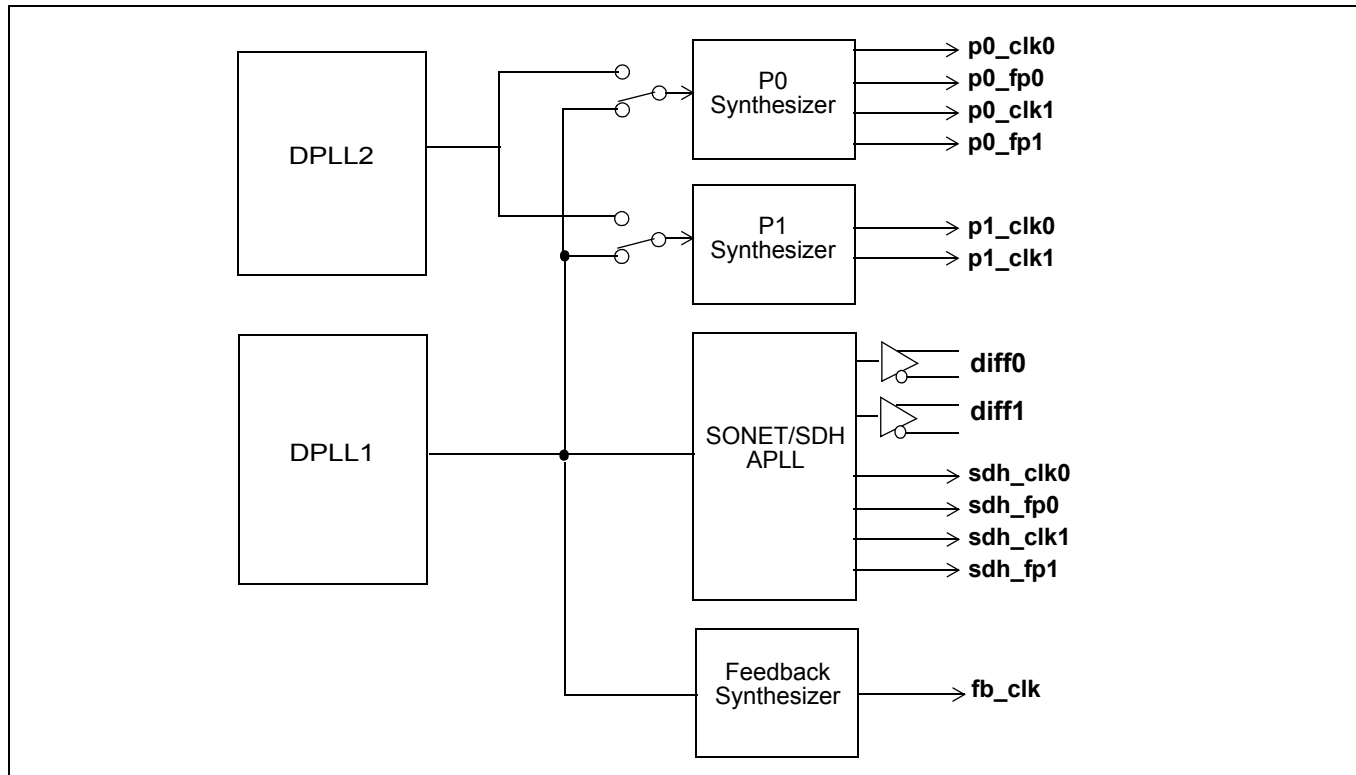 DPLL2
P0
Synthesizer
p0_clk0
p0_fp0
p0_clk1
p0_fp1
P1
Synthesizer
p1_clk0
p1_clk1
DPLL1
SONET/SDH
APLL
diff0
diff1
sdh_clk0
sdh_fp0
sdh_clk1
sdh_fp1
Feedback
Synthesizer
fb_clk